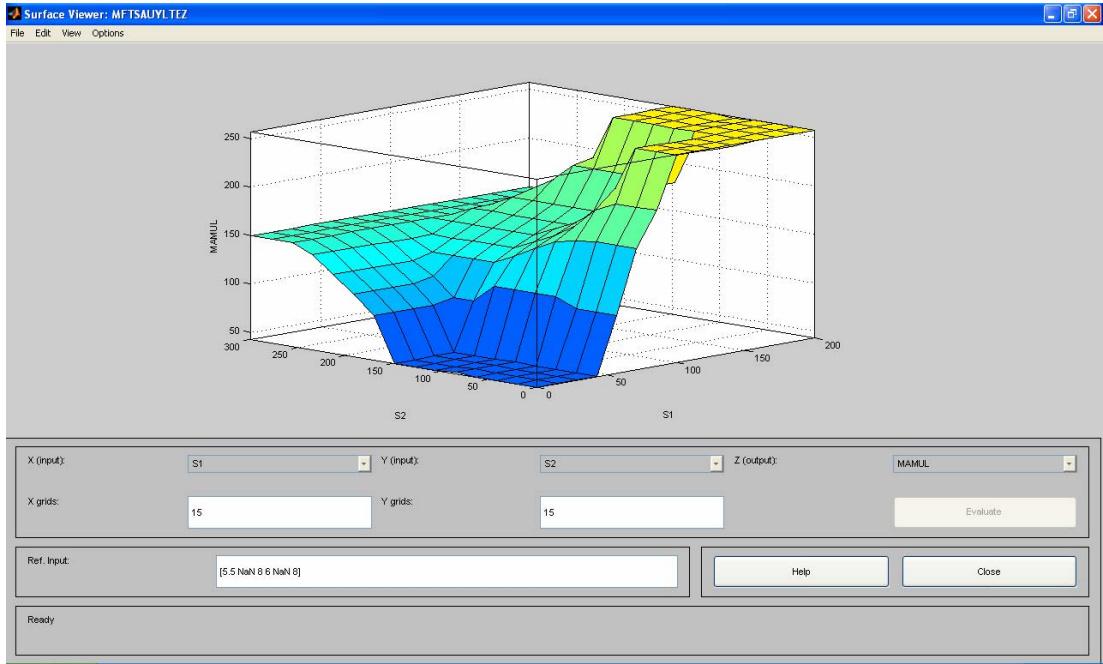 Surface Viewer: MFTSAUYLTEZ
File Edit View Options
250
200
150
100
50
MAMUL
300
250
200
150
100
50
0
0
50
100
150
200
S2
S1
X (input):
S1
Y (input):
S2
Z (output):
MAMUL
X grids:
15
Y grids:
15
Evaluate
Ref. Input:
[5.5 NaN 8 6 NaN 8]
Help
Close
Ready